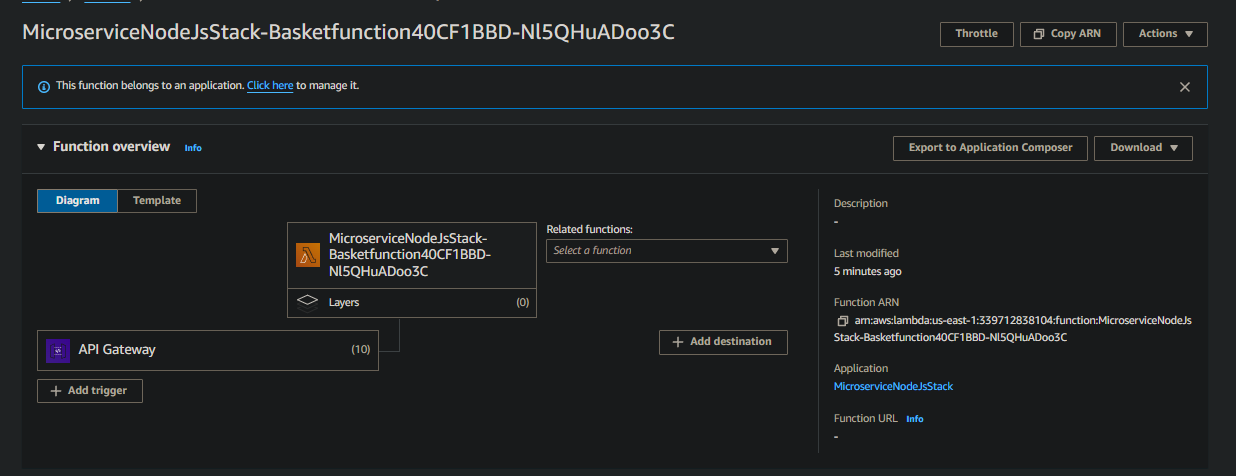 MicroserviceNodeJsStack-Basketfunction40CF1BBD-Nl5QHuADoo3C
Throttle
Copy ARN
Actions
This function belongs to an application. Click here to manage it.
Function overview
Info
Export to Application Composer
Download
Diagram
Template
MicroserviceNodeJsStack-
Basketfunction40CF1BBD-
Nl5QHuADoo3C
Layers
(0)
Related functions:
Select a function
API Gateway
(10)
Add trigger
Add destination
Description
-
Last modified
5 minutes ago
Function ARN
arn:aws:lambda:us-east-1:339712838104:function:MicroserviceNodeJs
Stack-Basketfunction40CF1BBD-Nl5QHuADoo3C
Application
MicroserviceNodeJsStack
Function URL
Info
-